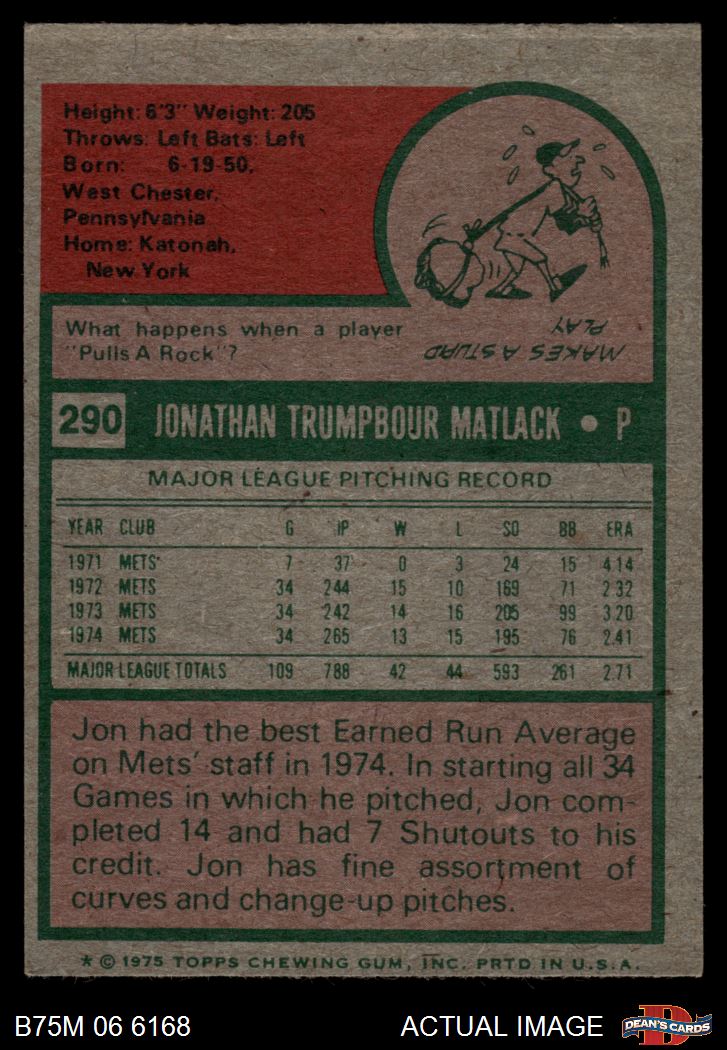 Height: 6'3" Weight: 205
Throws: Left Bats: Left
Born: 6-19-50,
West Chester,
Pennsylvania
Home: Katonah,
New York
What happens when a player
"Pulls A Rock"?
MAKES A STUPID
PLAY
290 JONATHAN TRUMPBOUR MATLACK • P
MAJOR LEAGUE PITCHING RECORD
YEAR CLUB G IP W L SO BB ERA
1971 METS 7 37 0 3 24 15 4.14
1972 METS 34 244 15 10 169 71 2.32
1973 METS 34 242 14 16 205 99 3.20
1974 METS 34 265 13 15 195 76 2.41
MAJOR LEAGUE TOTALS 109 788 42 44 593 261 2.71
Jon had the best Earned Run Average
on Mets' staff in 1974. In starting all 34
Games in which he pitched, Jon com-
pleted 14 and had 7 Shutouts to his
credit. Jon has fine assortment of
curves and change-up pitches.
* © 1975 TOPPS CHEWING GUM, INC. PRTD IN U.S.A.
B75M 06 6168 ACTUAL IMAGE
D
DEAN'S CARDS